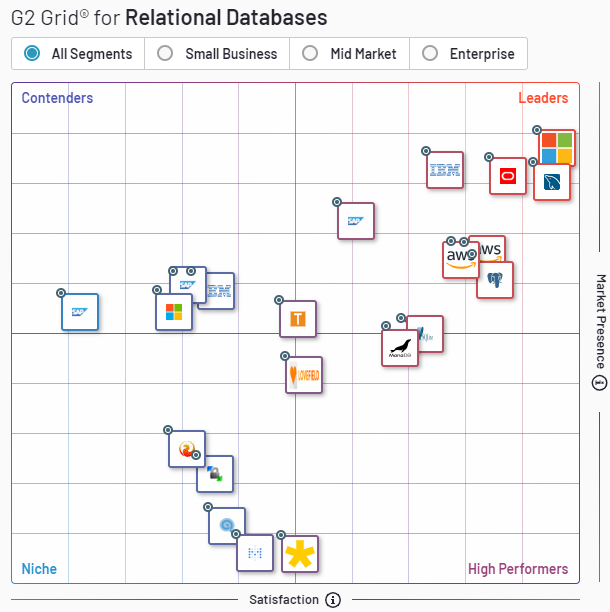 G2 Grid® for Relational Databases
All Segments
Small Business
Mid Market
Enterprise
Contenders
Leaders
IBM
SAP
aws
aws
SAP
IBM
SAP
T
MariaDB
LOVEFIELD
Market Presence
Niche
High Performers
Satisfaction